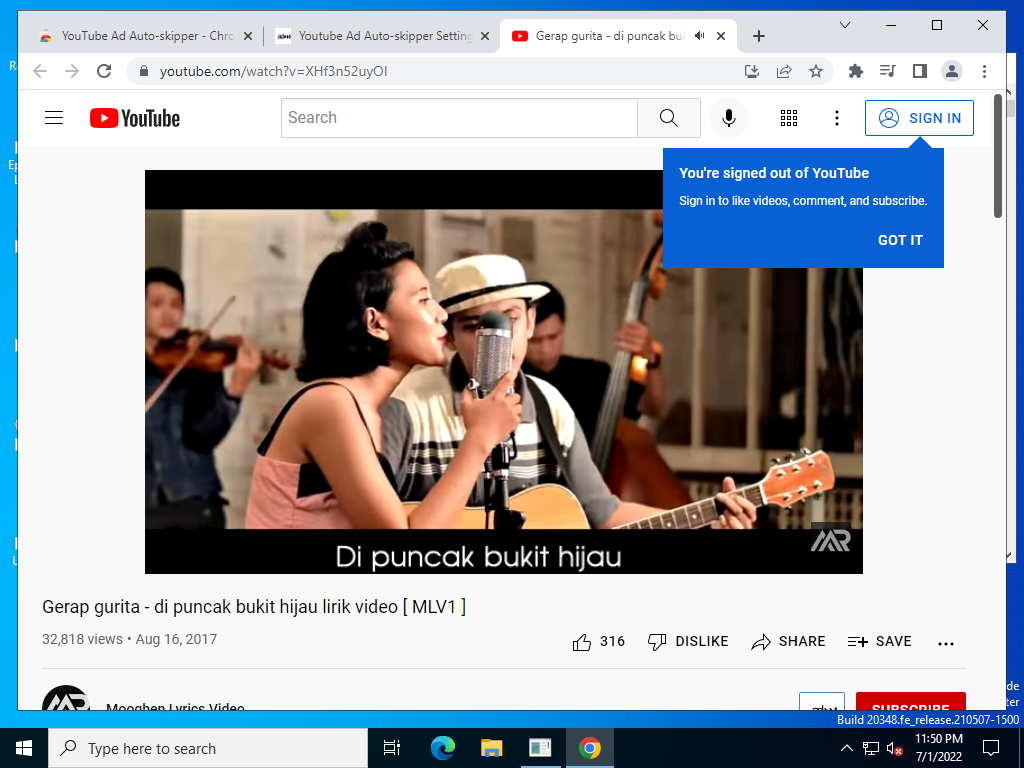 YouTube Ad Auto-skipper - Chro
Youtube Ad Auto-skipper Setting
Gerap gurita - di puncak buki
youtube.com/watch?v=XHf3n52uyOI
YouTube
Search
SIGN IN
You're signed out of YouTube
Sign in to like videos, comment, and subscribe.
GOT IT
Di puncak bukit hijau
MR
Gerap gurita - di puncak bukit hijau lirik video [ MLV1 ]
32,818 views • Aug 16, 2017
316
DISLIKE
SHARE
SAVE
Mooghen Lyrics Video
SUBSCRIBE
Build 20348.fe_release.210507-1500
Type here to search
11:50 PM
7/1/2022